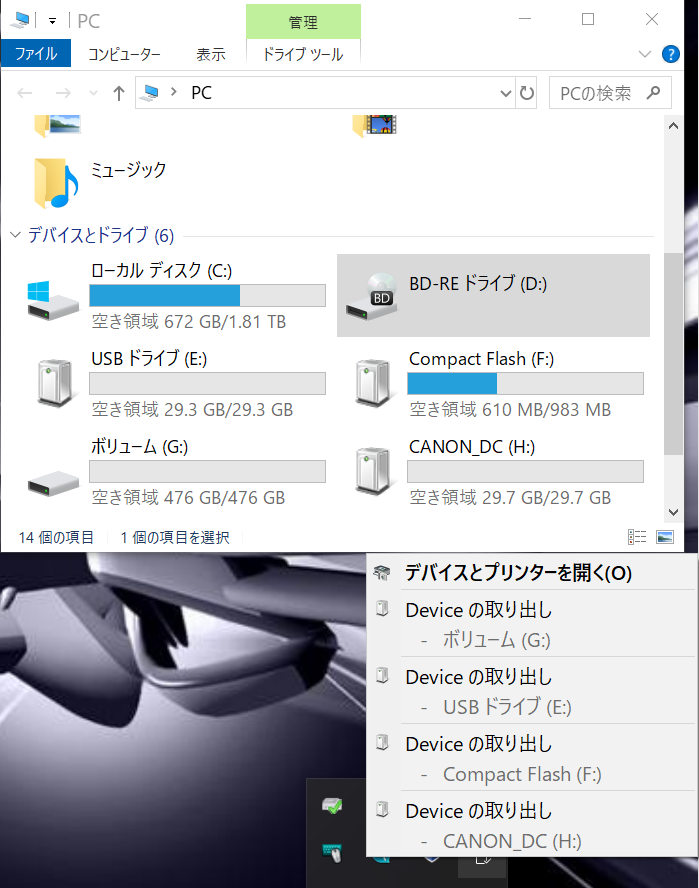 PC
管理
ファイル
コンピューター
表示
ドライブ ツール
PC
PCの検索
ミュージック
デバイスとドライブ (6)
ローカル ディスク (C:)
空き領域 672 GB/1.81 TB
BD
BD-RE ドライブ (D:)
USB ドライブ (E:)
空き領域 29.3 GB/29.3 GB
Compact Flash (F:)
空き領域 610 MB/983 MB
ボリューム (G:)
空き領域 476 GB/476 GB
CANON_DC (H:)
空き領域 29.7 GB/29.7 GB
14 個の項目
1 個の項目を選択
デバイスとプリンターを開く(O)
Device の取り出し
- ボリューム (G:)
Device の取り出し
- USB ドライブ (E:)
Device の取り出し
- Compact Flash (F:)
Device の取り出し
- CANON_DC (H:)